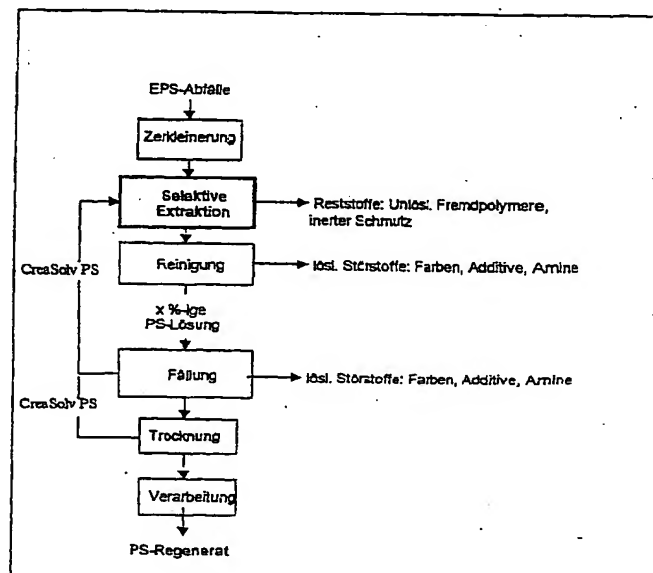 EPS-Abfälle
Zerkleinerung
Selektive
Extraktion
Reststoffe: Unlösl. Fremdpolymere,
inerter Schmutz
Reinigung
lösl. Störstoffe: Farben, Additive, Amine
CreaSolv PS
x %-ige
PS-Lösung
Fällung
lösl. Störstoffe: Farben, Additive, Amine
CreaSolv PS
Trocknung
Verarbeitung
PS-Regenerat